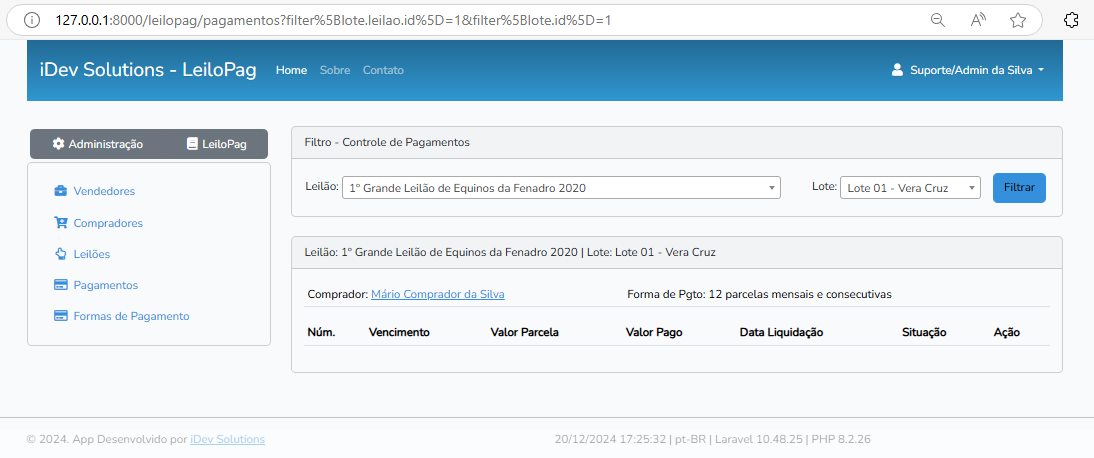 127.0.0.1:8000/leilopag/pagamentos?filter%5Blote.leilao.id%5D=1&filter%5Blote.id%5D=1
iDev Solutions - LeiloPag Home Sobre Contato Suporte/Admin da Silva
Administração LeiloPag
Vendedores
Compradores
Leilões
Pagamentos
Formas de Pagamento
Filtro - Controle de Pagamentos
Leilão: 1º Grande Leilão de Equinos da Fenadro 2020 Lote: Lote 01 - Vera Cruz Filtrar
Leilão: 1º Grande Leilão de Equinos da Fenadro 2020 | Lote: Lote 01 - Vera Cruz
Comprador: Mário Comprador da Silva Forma de Pgto: 12 parcelas mensais e consecutivas
Núm. Vencimento Valor Parcela Valor Pago Data Liquidação Situação Ação
© 2024. App Desenvolvido por iDev Solutions 20/12/2024 17:25:32 | pt-BR | Laravel 10.48.25 | PHP 8.2.26